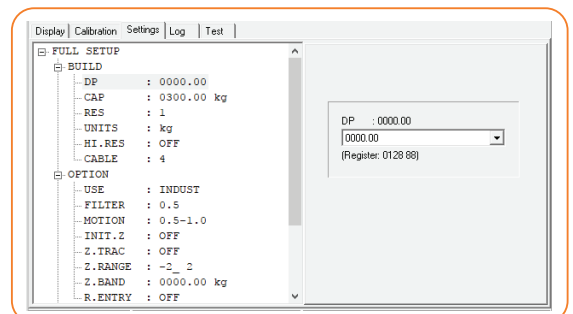 Display Calibration Settings Log Test
FULL SETUP
BUILD
DP : 0000.00
CAP : 0300.00 kg
RES : 1
UNITS : kg
HI.RES : OFF
CABLE : 4
OPTION
USE : INDUST
FILTER : 0.5
MOTION : 0.5-1.0
INIT.Z : OFF
Z.TRAC : OFF
Z.RANGE : -2_ 2
Z.BAND : 0000.00 kg
R.ENTRY : OFF
DP : 0000.00
0000.00
(Register: 0128 88)